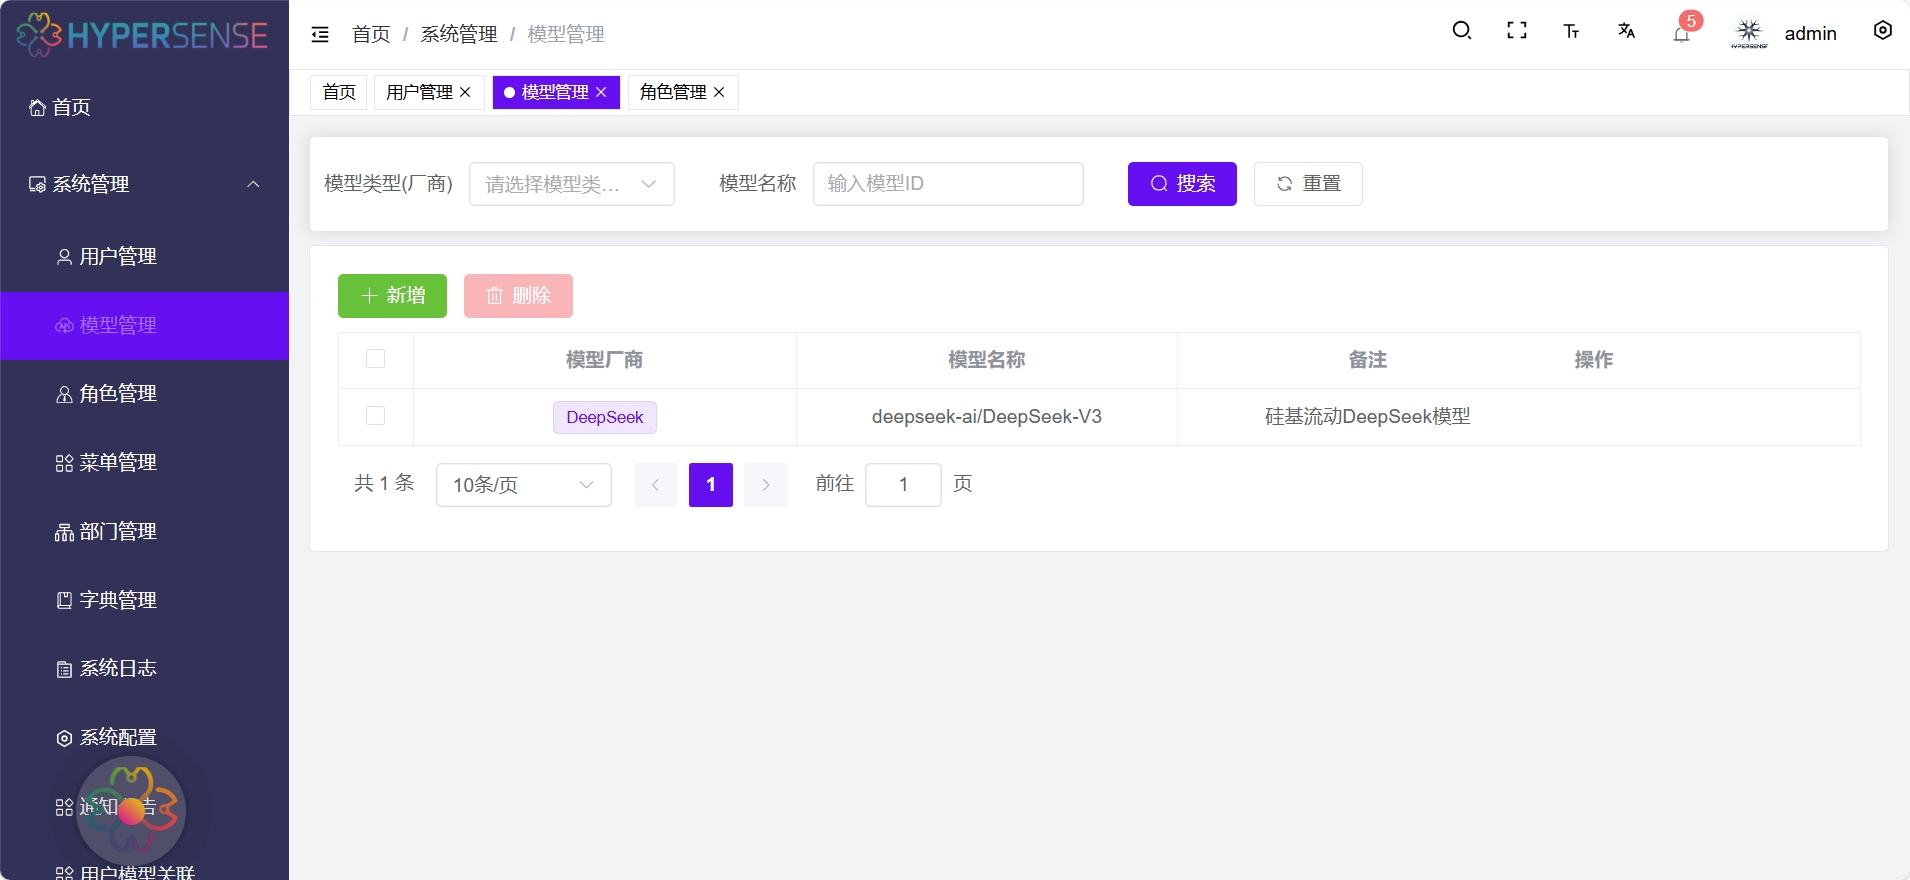 HYPERSENSE
首页 / 系统管理 / 模型管理
5
HYPERSENSE
admin
首页
用户管理
模型管理
角色管理
首页
系统管理
用户管理
模型管理
角色管理
菜单管理
部门管理
字典管理
系统日志
系统配置
通知 告
用户模型关联
模型类型(厂商) 请选择模型类... 模型名称 输入模型ID 搜索 重置
新增 删除
模型厂商 模型名称 备注 操作
DeepSeek deepseek-ai/DeepSeek-V3 硅基流动DeepSeek模型
共 1 条 10条/页 1 前往 1 页